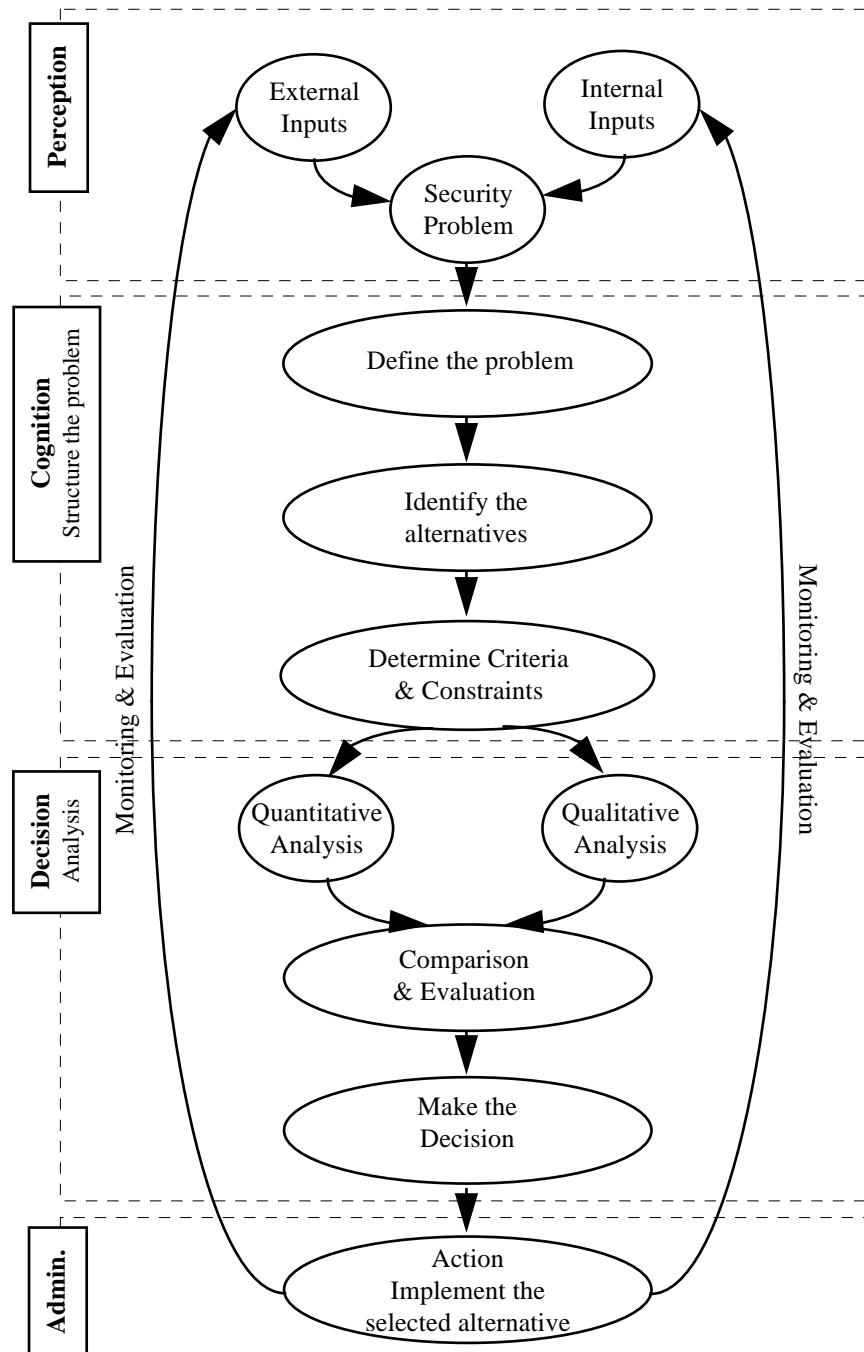 Perception
External
Inputs
Internal
Inputs
Security
Problem
Cognition
Structure the problem
Define the problem
Identify the
alternatives
Determine Criteria
& Constraints
Monitoring & Evaluation
Monitoring & Evaluation
Decision
Analysis
Quantitative
Analysis
Qualitative
Analysis
Comparison
& Evaluation
Make the
Decision
Admin.
Action
Implement the
selected alternative